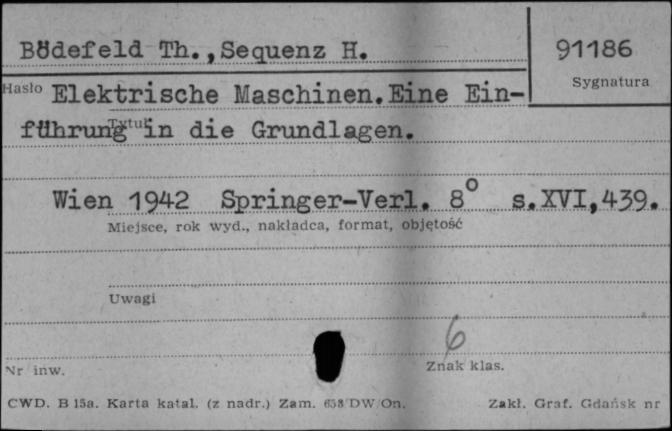 Bödefeld Th.,Sequenz H.
91186
Sygnatura
Hasło Elektrische Maschinen.Eine Ein-
führung in die Grundlagen.
Tytuł
Wien 1942 Springer-Verl. 8° s.XVI,439.
Miejsce, rok wyd., nakładca, format, objętość
Uwagi
6
Nr inw.
Znak klas.
CWD. B 15a. Karta katal. (z nadr.) Zam. 658/DW/On. Zakł. Graf. Gdańsk nr